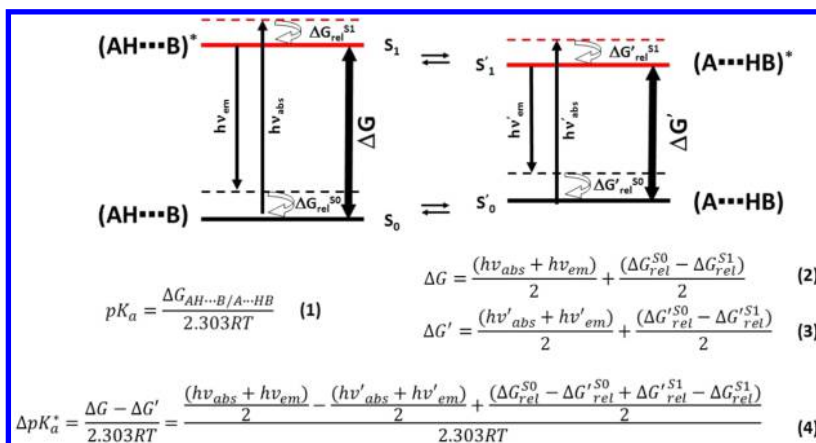 ΔG_rel^S1
(AH···B)*
S₁
ΔG'_rel^S1
S'₁
(A···HB)*
hν_em
hν_abs
ΔG
hν'_em
hν'_abs
ΔG'
ΔG_rel^S0
ΔG'_rel^S0
(AH···B)
S₀
S'₀
(A···HB)
ΔG = (hν_abs + hν_em)/2 + (ΔG_rel^S0 − ΔG_rel^S1)/2 (2)
pK_a = ΔG_AH···B/A···HB / 2.303RT (1)
ΔG' = (hν'_abs + hν'_em)/2 + (ΔG'_rel^S0 − ΔG'_rel^S1)/2 (3)
ΔpK_a^* = (ΔG − ΔG')/2.303RT = ((hν_abs + hν_em)/2 − (hν'_abs + hν'_em)/2 + (ΔG_rel^S0 − ΔG'_rel^S0 + ΔG'_rel^S1 − ΔG_rel^S1)/2)/2.303RT (4)